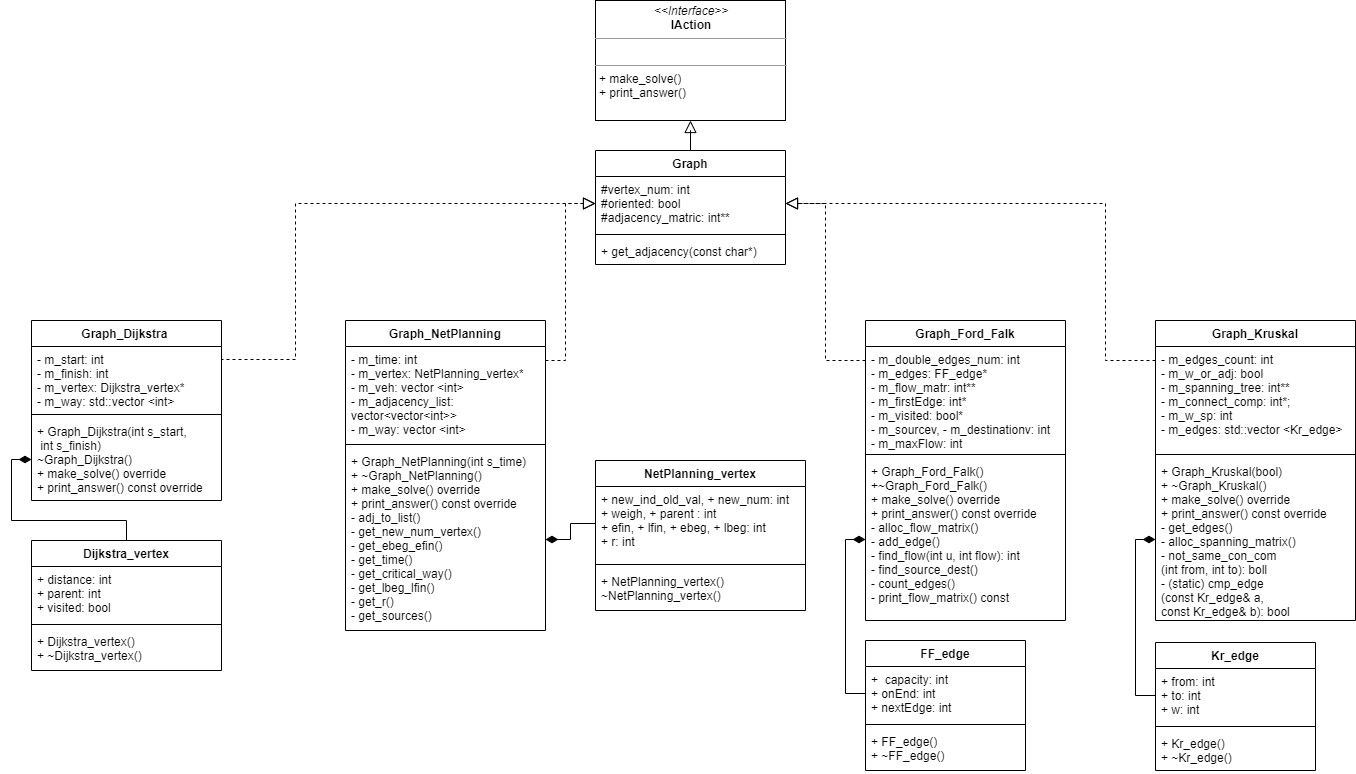 <<Interface>>
IAction
+ make_solve()
+ print_answer()
Graph
#vertex_num: int
#oriented: bool
#adjacency_matric: int**
+ get_adjacency(const char*)
Graph_Dijkstra
- m_start: int
- m_finish: int
- m_vertex: Dijkstra_vertex*
- m_way: std::vector <int>
+ Graph_Dijkstra(int s_start,
int s_finish)
~Graph_Dijkstra()
+ make_solve() override
+ print_answer() const override
Dijkstra_vertex
+ distance: int
+ parent: int
+ visited: bool
+ Dijkstra_vertex()
+ ~Dijkstra_vertex()
Graph_NetPlanning
- m_time: int
- m_vertex: NetPlanning_vertex*
- m_veh: vector <int>
- m_adjacency_list:
vector<vector<int>>
- m_way: vector <int>
+ Graph_NetPlanning(int s_time)
+ ~Graph_NetPlanning()
+ make_solve() override
+ print_answer() const override
- adj_to_list()
- get_new_num_vertex()
- get_ebeg_efin()
- get_time()
- get_critical_way()
- get_lbeg_lfin()
- get_r()
- get_sources()
NetPlanning_vertex
+ new_ind_old_val, + new_num: int
+ weigh, + parent : int
+ efin, + lfin, + ebeg, + lbeg: int
+ r: int
+ NetPlanning_vertex()
~NetPlanning_vertex()
Graph_Ford_Falk
- m_double_edges_num: int
- m_edges: FF_edge*
- m_flow_matr: int**
- m_firstEdge: int*
- m_visited: bool*
- m_sourcev, - m_destinationv: int
- m_maxFlow: int
+ Graph_Ford_Falk()
+~Graph_Ford_Falk()
+ make_solve() override
+ print_answer() const override
- alloc_flow_matrix()
- add_edge()
- find_flow(int u, int flow): int
- find_source_dest()
- count_edges()
- print_flow_matrix() const
FF_edge
+ capacity: int
+ onEnd: int
+ nextEdge: int
+ FF_edge()
+ ~FF_edge()
Graph_Kruskal
- m_edges_count: int
- m_w_or_adj: bool
- m_spanning_tree: int**
- m_connect_comp: int*;
- m_w_sp: int
- m_edges: std::vector <Kr_edge>
+ Graph_Kruskal(bool)
+ ~Graph_Kruskal()
+ make_solve() override
+ print_answer() const override
- get_edges()
- alloc_spanning_matrix()
- not_same_con_com
(int from, int to): boll
- (static) cmp_edge
(const Kr_edge& a,
const Kr_edge& b): bool
Kr_edge
+ from: int
+ to: int
+ w: int
+ Kr_edge()
+ ~Kr_edge()